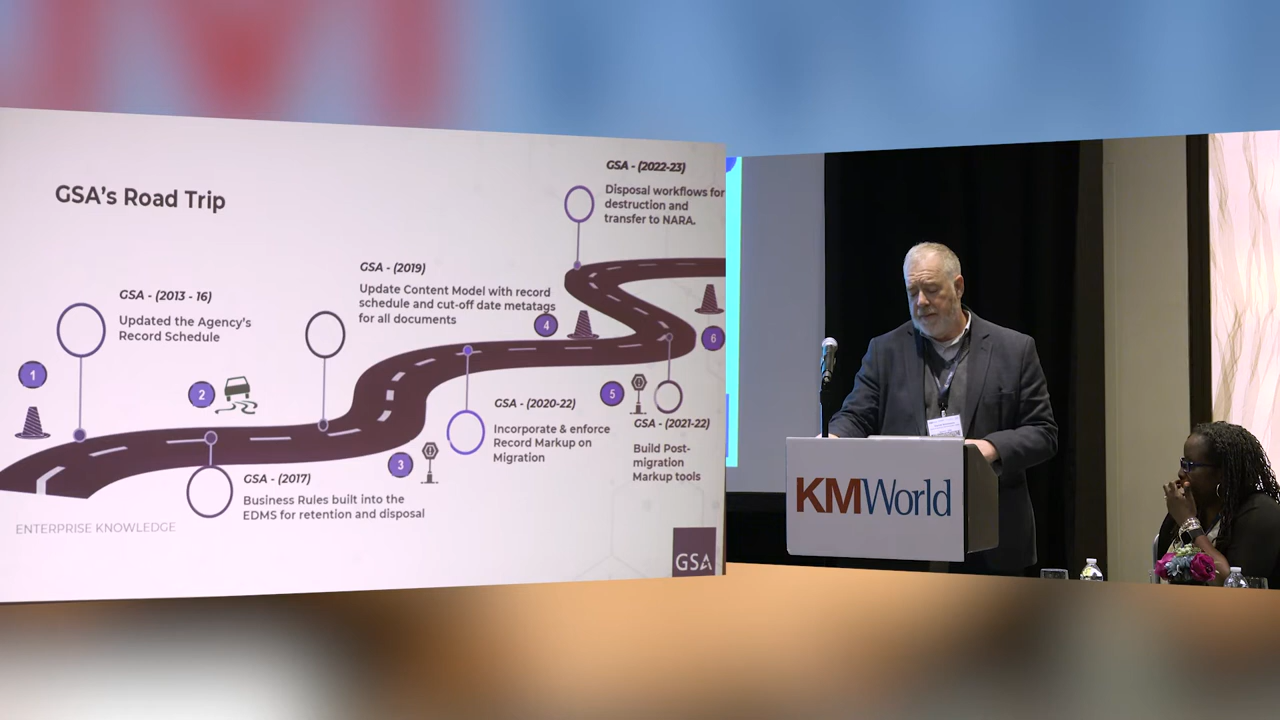 GSA's Road Trip
GSA - (2013 - 16)
Updated the Agency's
Record Schedule
1
2
GSA - (2017)
Business Rules built into the
EDMS for retention and disposal
GSA - (2019)
Update Content Model with record
schedule and cut-off date metatags
for all documents
3
GSA - (2020-22)
Incorporate & enforce
Record Markup on
Migration
4
5
GSA - (2021-22)
Build Post-
migration
Markup tools
GSA - (2022-23)
Disposal workflows for
destruction and
transfer to NARA.
6
ENTERPRISE KNOWLEDGE
GSA
KMWorld